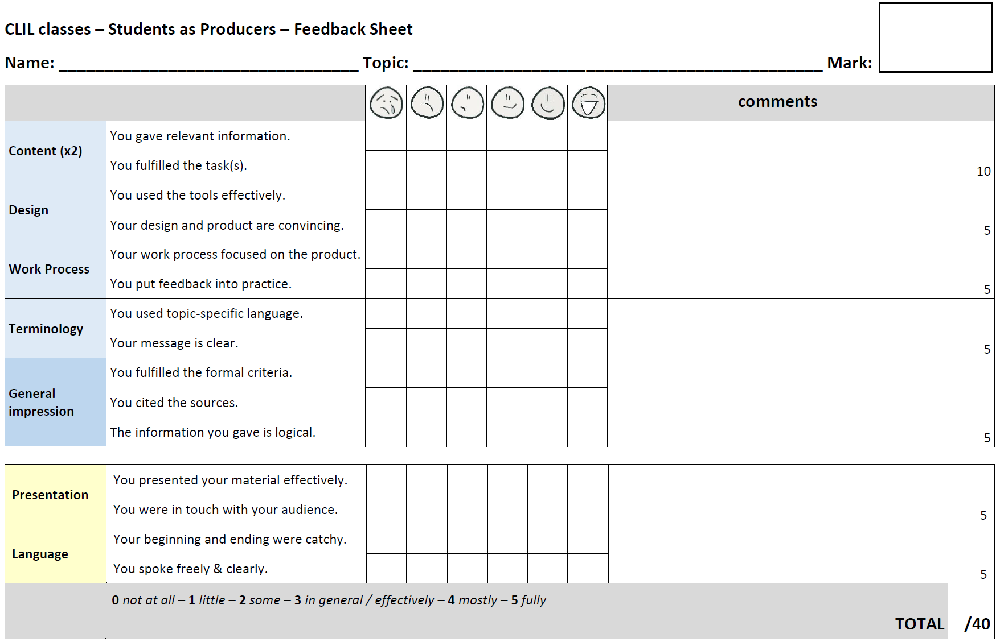 CLIL classes – Students as Producers – Feedback Sheet
Name: __________________________________ Topic: ______________________________________________ Mark:
comments
Content (x2)
You gave relevant information.
You fulfilled the task(s).
10
Design
You used the tools effectively.
Your design and product are convincing.
5
Work Process
Your work process focused on the product.
You put feedback into practice.
5
Terminology
You used topic-specific language.
Your message is clear.
5
General
impression
You fulfilled the formal criteria.
You cited the sources.
The information you gave is logical.
5
Presentation
You presented your material effectively.
You were in touch with your audience.
5
Language
Your beginning and ending were catchy.
You spoke freely & clearly.
5
0 not at all – 1 little – 2 some – 3 in general / effectively – 4 mostly – 5 fully
TOTAL /40